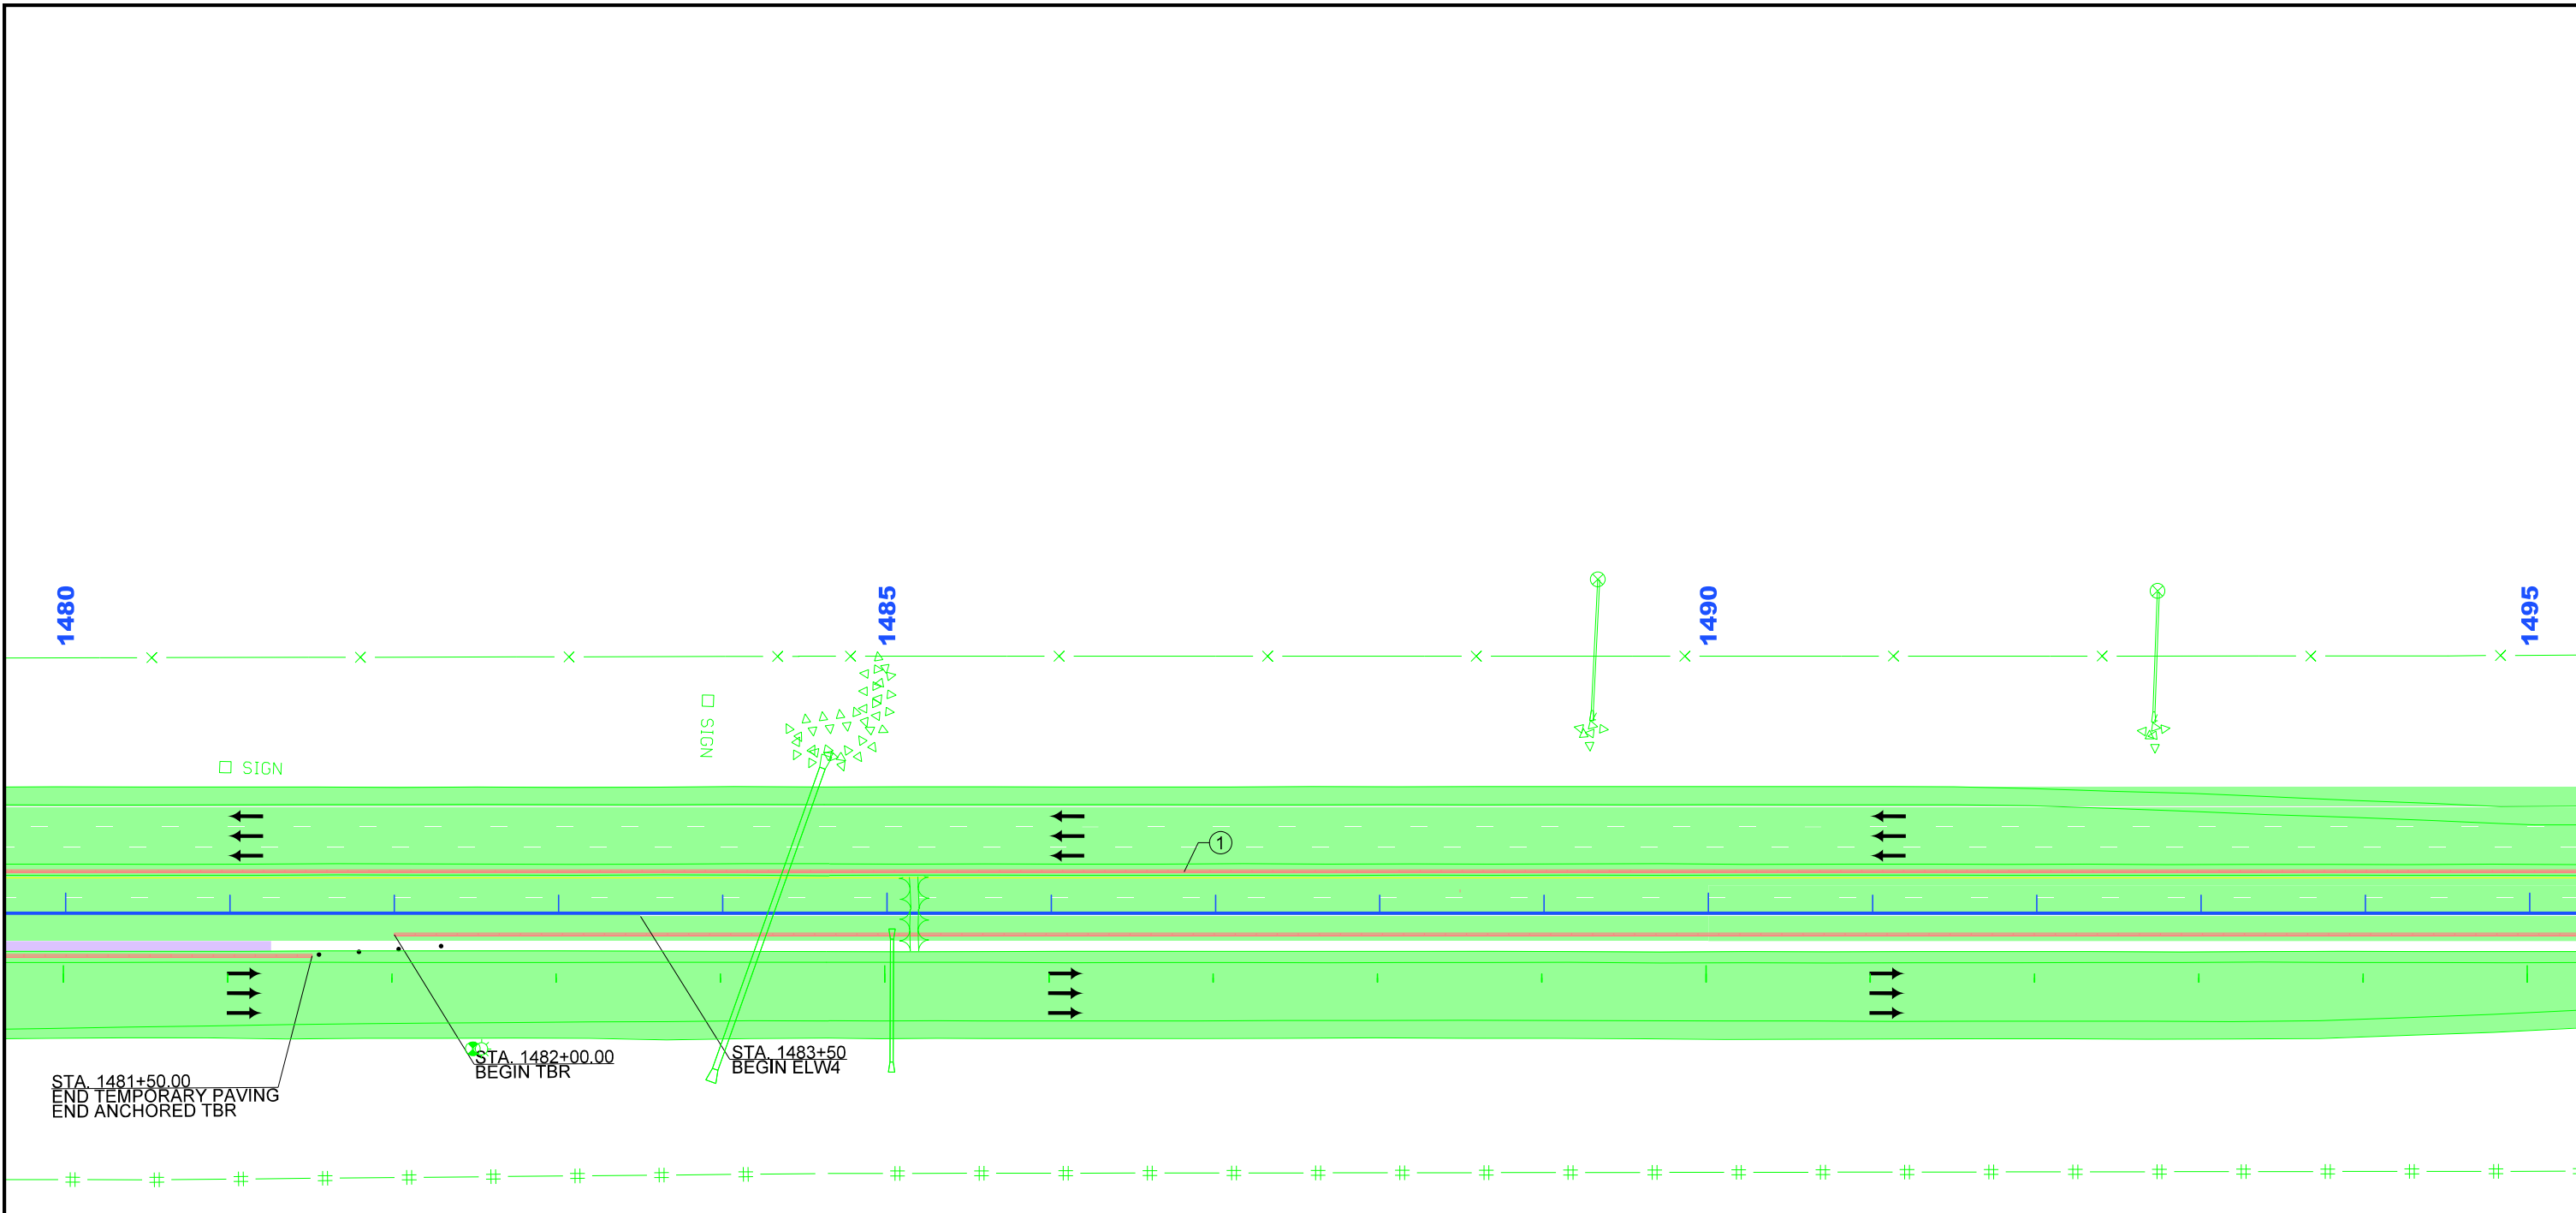 1480
1485
1490
1495
SIGN
SIGN
1
STA. 1481+50.00
END TEMPORARY PAVING
END ANCHORED TBR
STA. 1482+00.00
BEGIN TBR
STA. 1483+50
BEGIN ELW4